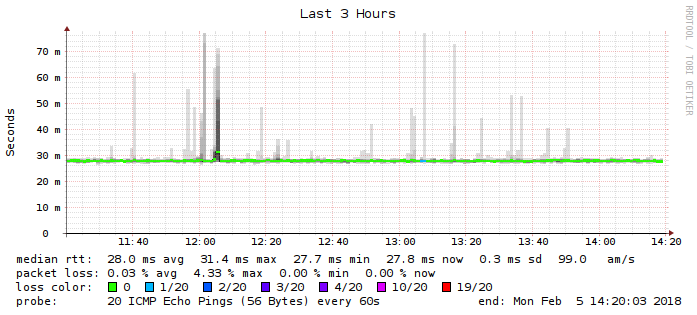 Last 3 Hours
RRDTOOL / TOBI OETIKER
Seconds
70 m
60 m
50 m
40 m
30 m
20 m
10 m
0
11:40 12:00 12:20 12:40 13:00 13:20 13:40 14:00 14:20
median rtt: 28.0 ms avg 31.4 ms max 27.7 ms min 27.8 ms now 0.3 ms sd 99.0 am/s
packet loss: 0.03 % avg 4.33 % max 0.00 % min 0.00 % now
loss color: 0 1/20 2/20 3/20 4/20 10/20 19/20
probe: 20 ICMP Echo Pings (56 Bytes) every 60s end: Mon Feb 5 14:20:03 2018